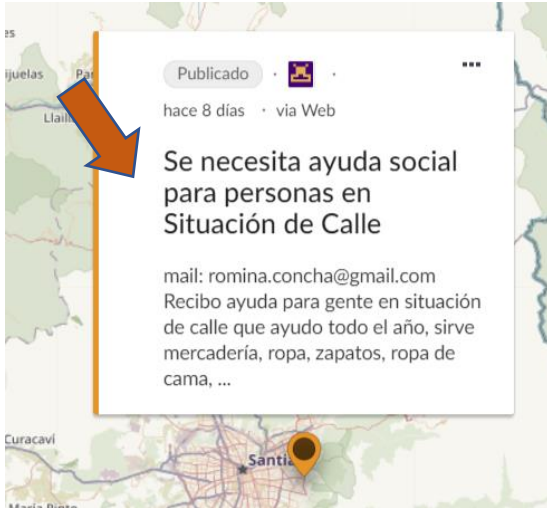 Publicado ·  ·
hace 8 días · via Web
Se necesita ayuda social
para personas en
Situación de Calle
mail: romina.concha@gmail.com
Recibo ayuda para gente en situación
de calle que ayudo todo el año, sirve
mercadería, ropa, zapatos, ropa de
cama, ...
Curacaví